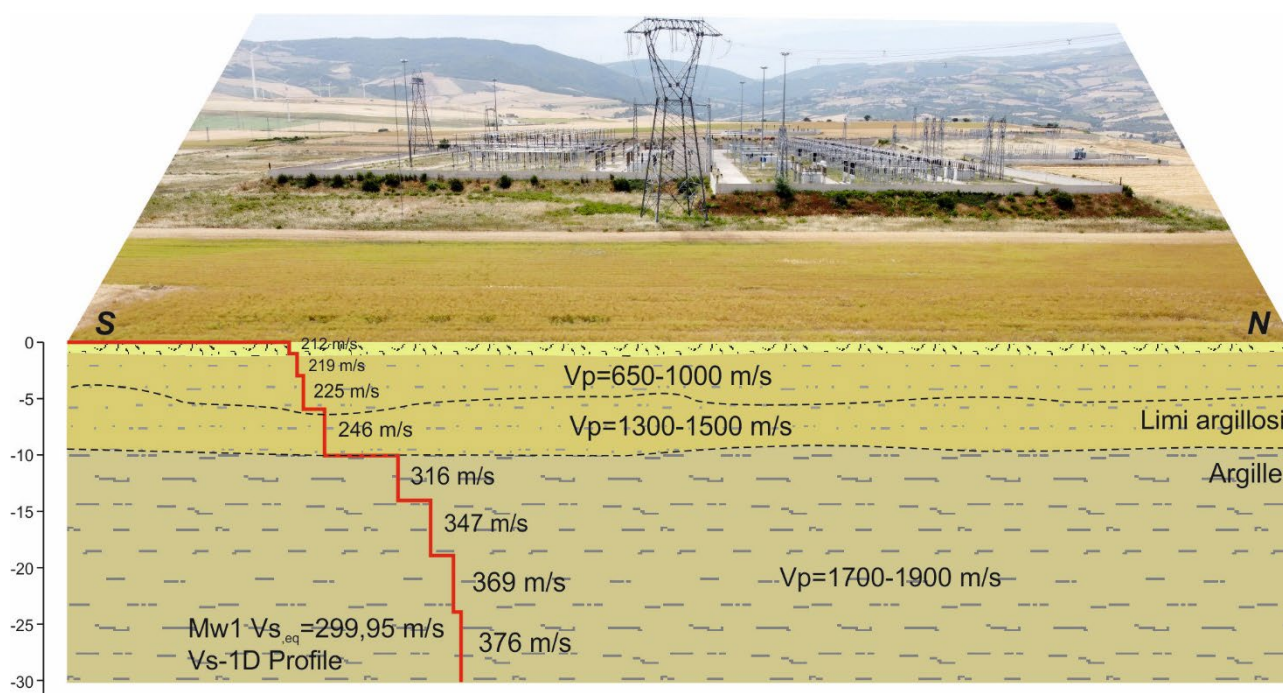 S
N
0
212 m/s
219 m/s
Vp=650-1000 m/s
225 m/s
-5
246 m/s
Vp=1300-1500 m/s
Limi argillosi
-10
316 m/s
Argille
-15
347 m/s
-20
369 m/s
Vp=1700-1900 m/s
-25
Mw1 Vs,eq=299,95 m/s
376 m/s
Vs-1D Profile
-30